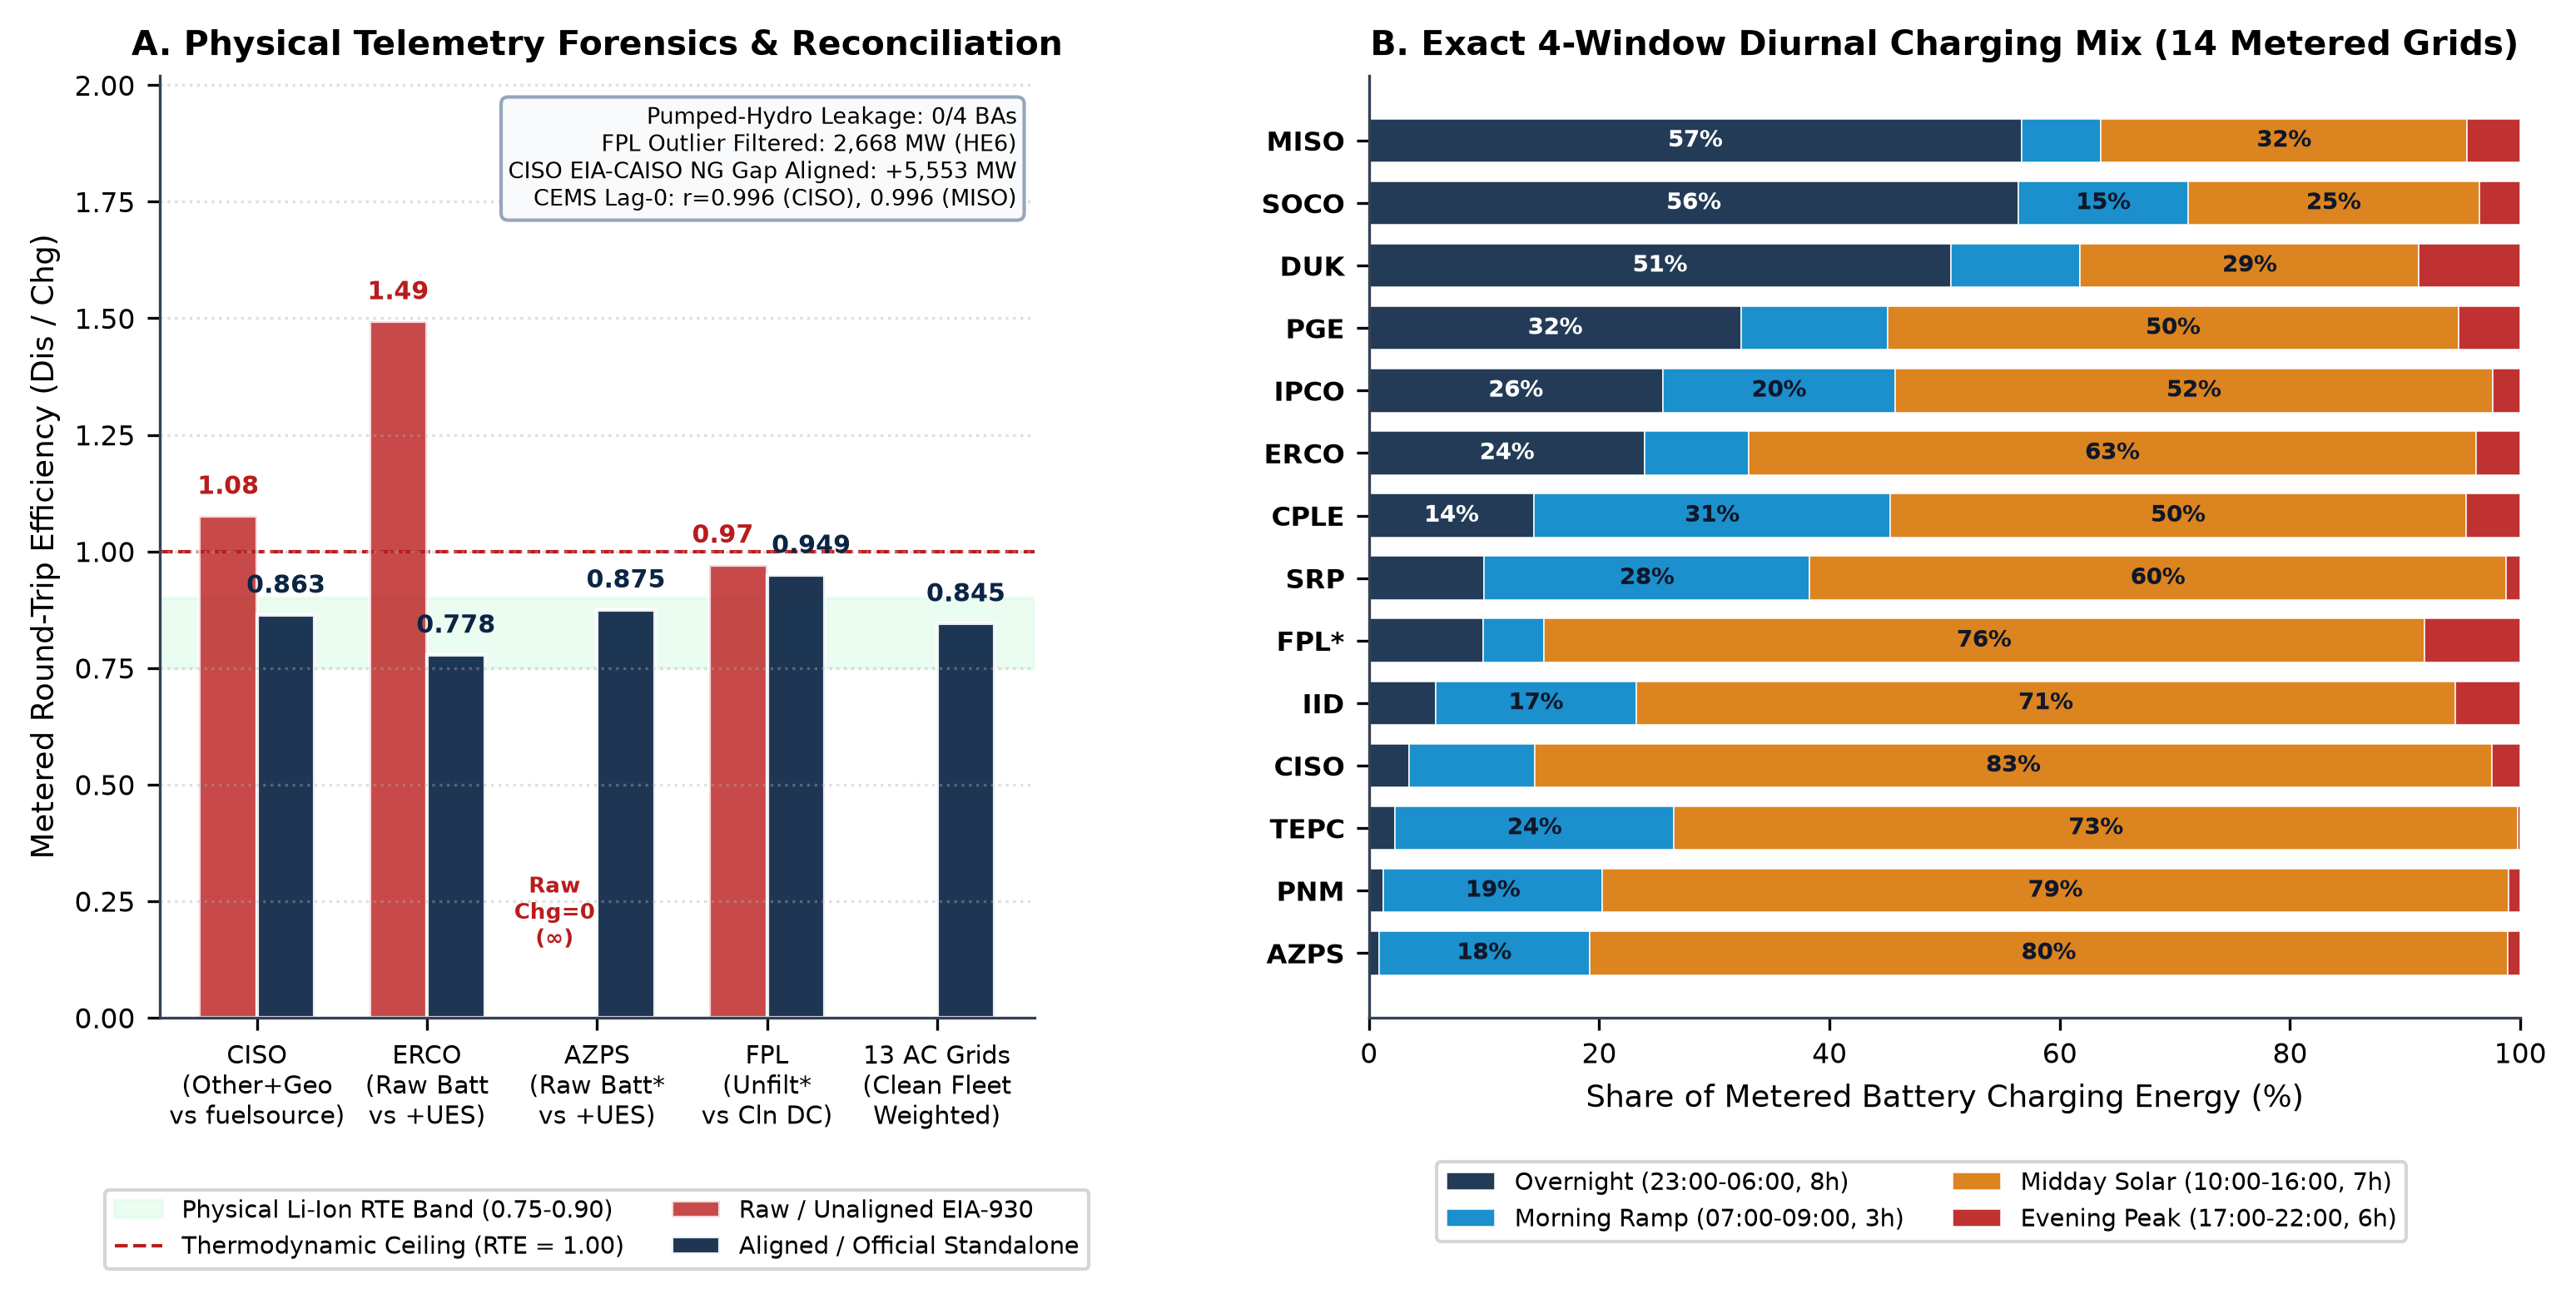 A. Physical Telemetry Forensics & Reconciliation
Metered Round-Trip Efficiency (Dis / Chg)
2.00
1.75
1.50
1.25
1.00
0.75
0.50
0.25
0.00
Pumped-Hydro Leakage: 0/4 BAs
FPL Outlier Filtered: 2,668 MW (HE6)
CISO EIA-CAISO NG Gap Aligned: +5,553 MW
CEMS Lag-0: r=0.996 (CISO), 0.996 (MISO)
1.08
0.863
1.49
0.778
Raw
Chg=0
(∞)
0.875
0.97
0.949
0.845
CISO
(Other+Geo
vs fuelsource)
ERCO
(Raw Batt
vs +UES)
AZPS
(Raw Batt*
vs +UES)
FPL
(Unfilt*
vs Cln DC)
13 AC Grids
(Clean Fleet
Weighted)
Physical Li-Ion RTE Band (0.75-0.90)
Thermodynamic Ceiling (RTE = 1.00)
Raw / Unaligned EIA-930
Aligned / Official Standalone
B. Exact 4-Window Diurnal Charging Mix (14 Metered Grids)
MISO 57% 32%
SOCO 56% 15% 25%
DUK 51% 29%
PGE 32% 50%
IPCO 26% 20% 52%
ERCO 24% 63%
CPLE 14% 31% 50%
SRP 28% 60%
FPL* 76%
IID 17% 71%
CISO 83%
TEPC 24% 73%
PNM 19% 79%
AZPS 18% 80%
0 20 40 60 80 100
Share of Metered Battery Charging Energy (%)
Overnight (23:00-06:00, 8h)
Morning Ramp (07:00-09:00, 3h)
Midday Solar (10:00-16:00, 7h)
Evening Peak (17:00-22:00, 6h)